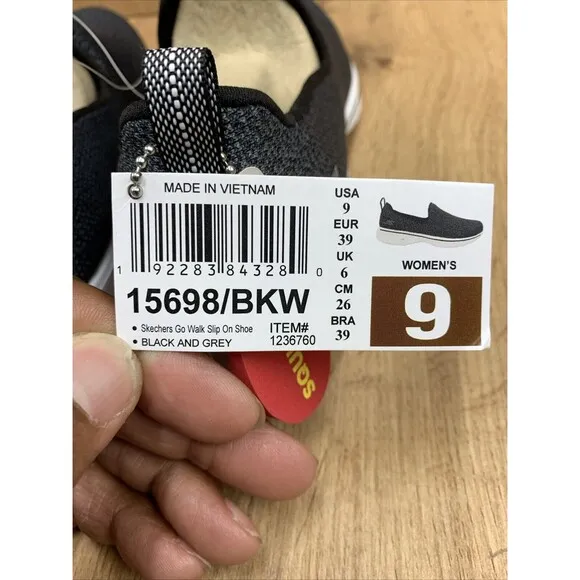 MADE IN VIETNAM
1 92283 84328 0
15698/BKW
• Skechers Go Walk Slip On Shoe
• BLACK AND GREY
ITEM#
1236760
USA
9
EUR
39
UK
6
CM
26
BRA
39
WOMEN'S
9
squ